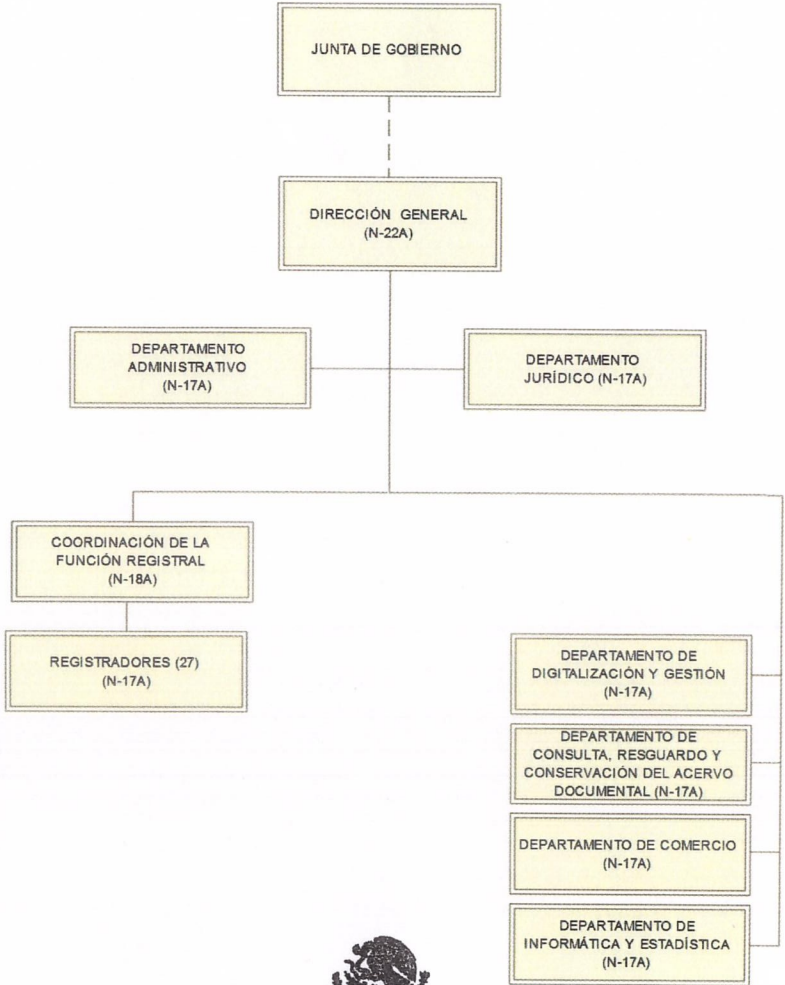 JUNTA DE GOBIERNO
DIRECCIÓN GENERAL
(N-22A)
DEPARTAMENTO
ADMINISTRATIVO
(N-17A)
DEPARTAMENTO
JURÍDICO (N-17A)
COORDINACIÓN DE LA
FUNCIÓN REGISTRAL
(N-18A)
REGISTRADORES (27)
(N-17A)
DEPARTAMENTO DE
DIGITALIZACIÓN Y GESTIÓN
(N-17A)
DEPARTAMENTO DE
CONSULTA, RESGUARDO Y
CONSERVACIÓN DEL ACERVO
DOCUMENTAL (N-17A)
DEPARTAMENTO DE COMERCIO
(N-17A)
DEPARTAMENTO DE
INFORMÁTICA Y ESTADÍSTICA
(N-17A)